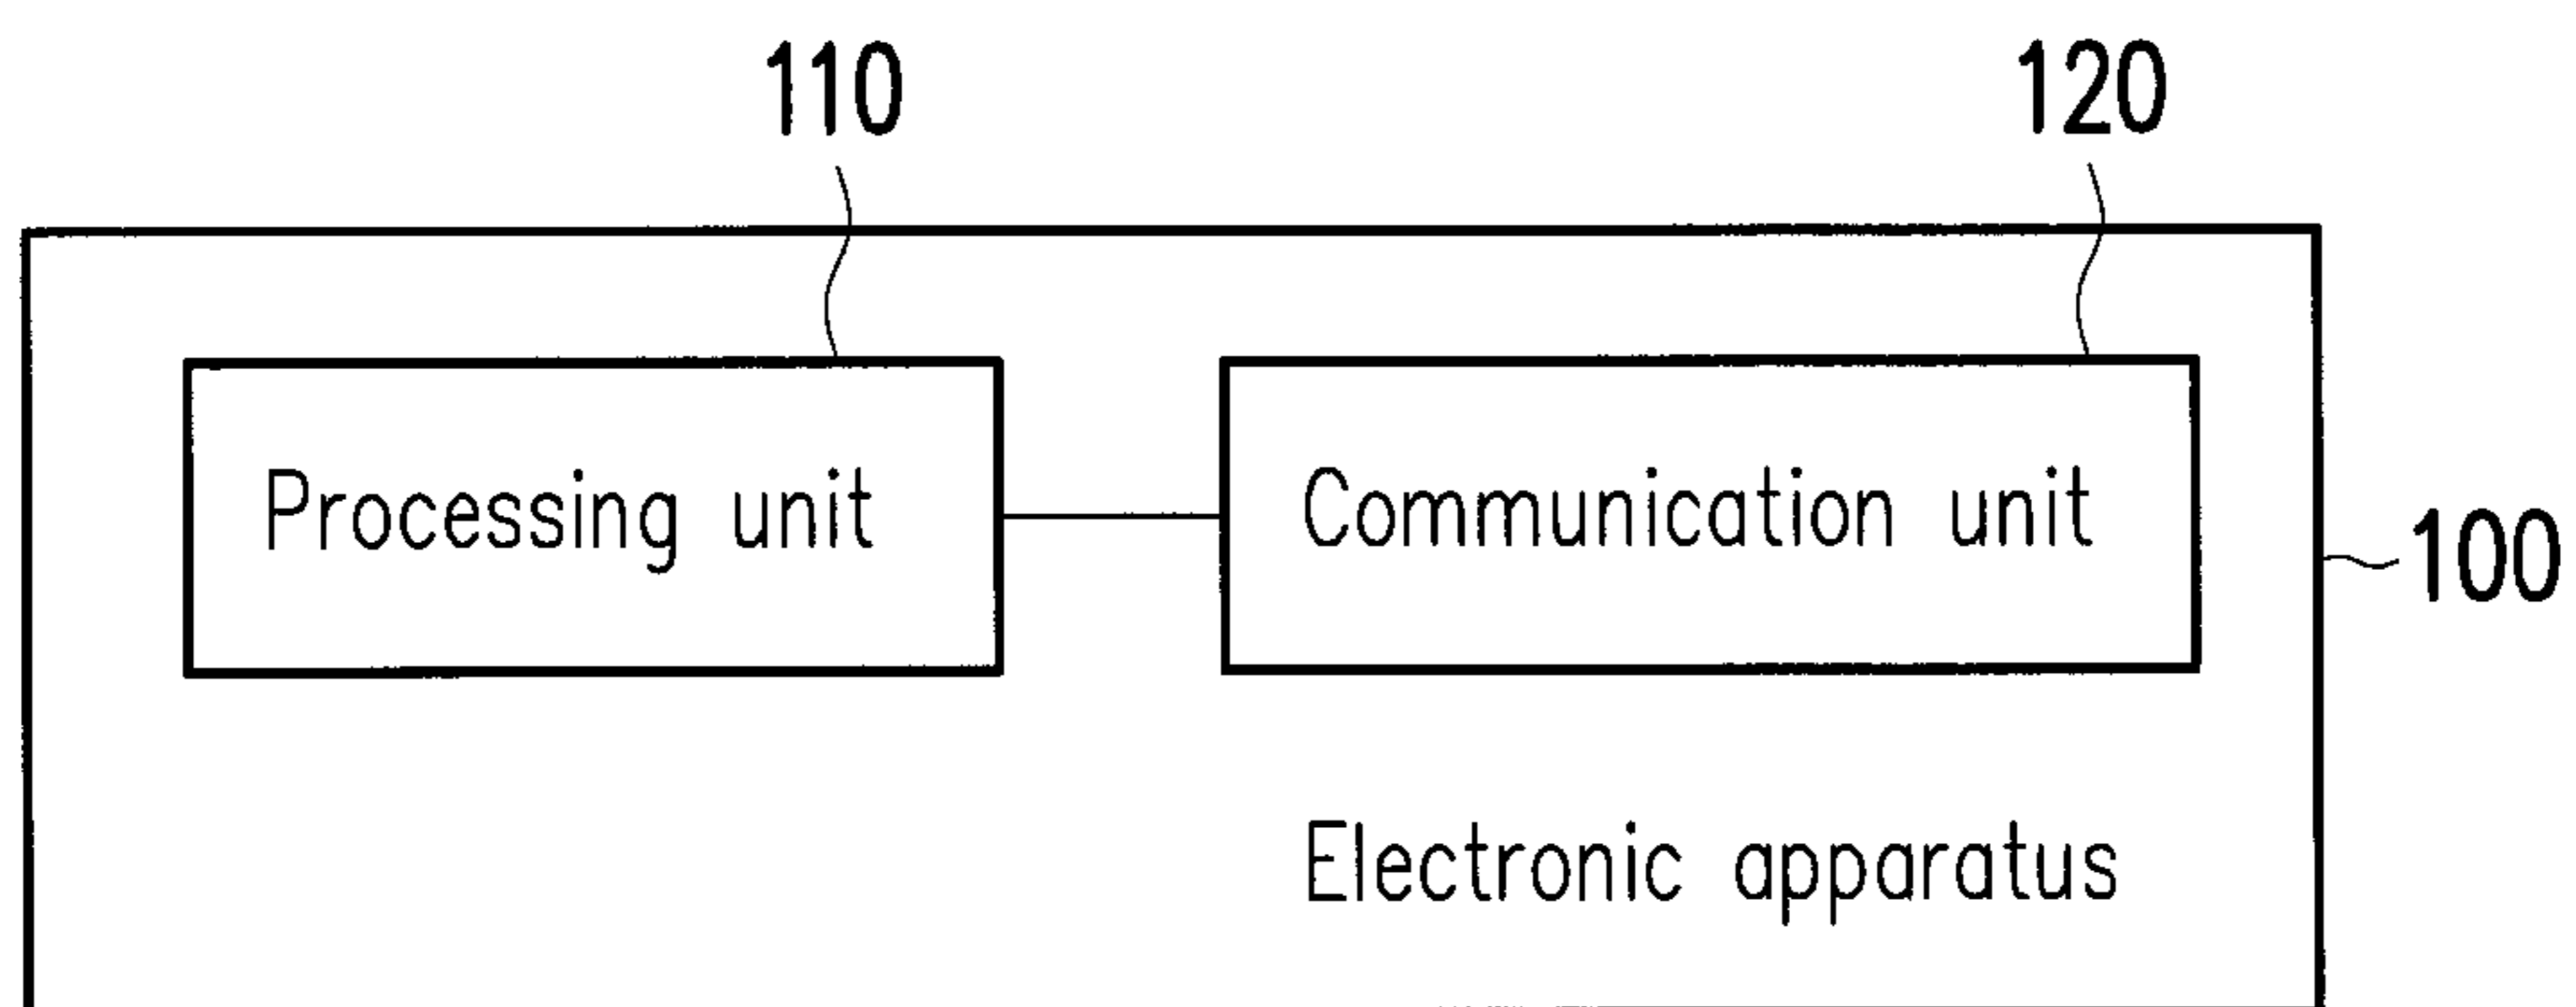 110
120
Processing unit
Communication unit
100
Electronic apparatus